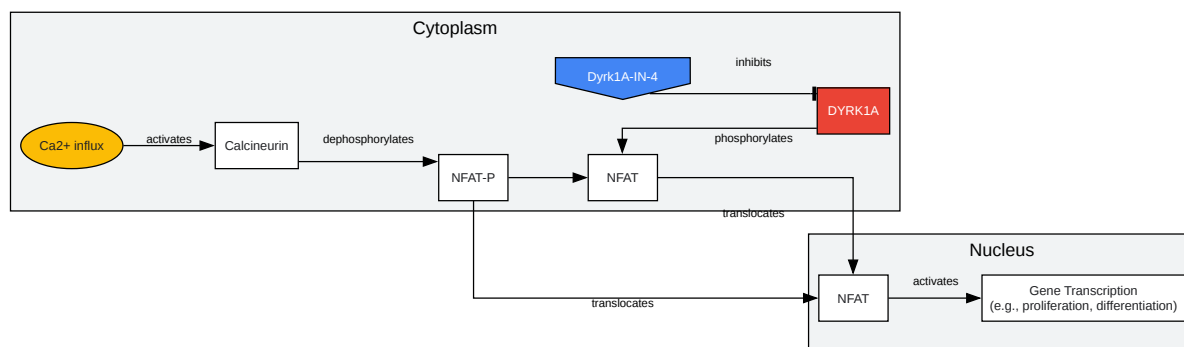 Cytoplasm
Dyrk1A-IN-4
inhibits
DYRK1A
Ca2+ influx
activates
Calcineurin
dephosphorylates
phosphorylates
NFAT-P
NFAT
translocates
Nucleus
translocates
NFAT
activates
Gene Transcription
(e.g., proliferation, differentiation)